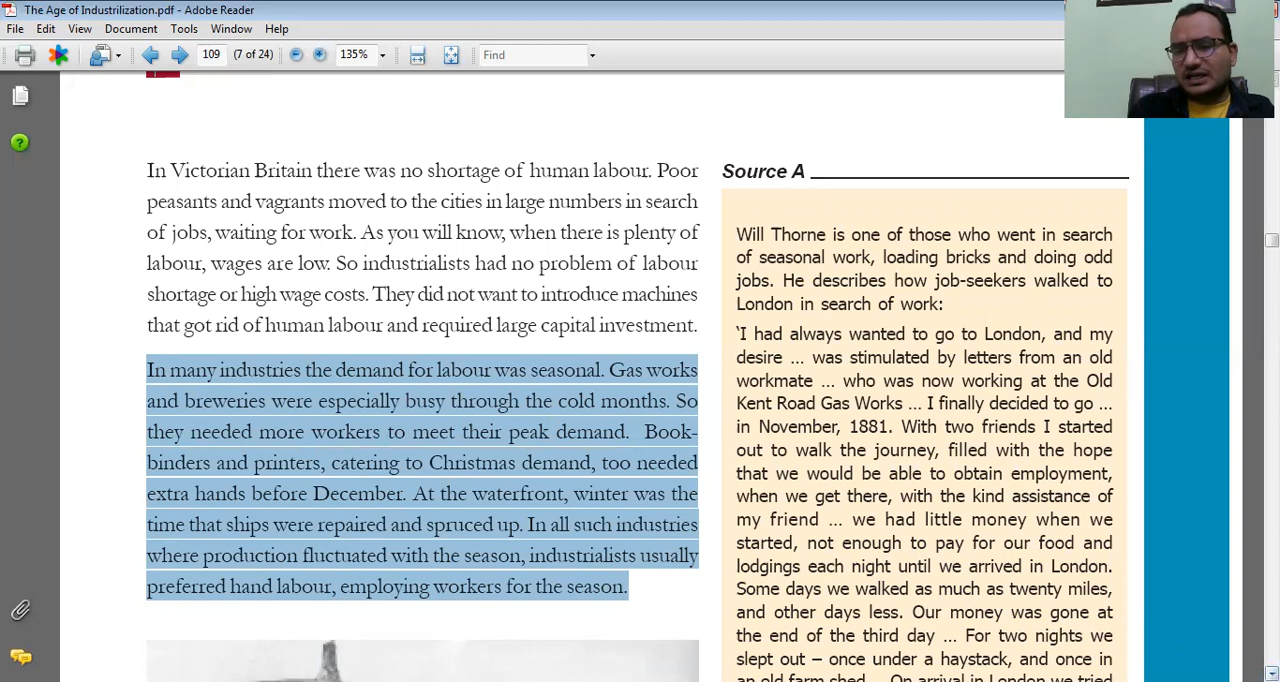 The Age of Industrilization.pdf - Adobe Reader
File Edit View Document Tools Window Help
109 (7 of 24) 135% Find
In Victorian Britain there was no shortage of human labour. Poor
peasants and vagrants moved to the cities in large numbers in search
of jobs, waiting for work. As you will know, when there is plenty of
labour, wages are low. So industrialists had no problem of labour
shortage or high wage costs. They did not want to introduce machines
that got rid of human labour and required large capital investment.
In many industries the demand for labour was seasonal. Gas works
and breweries were especially busy through the cold months. So
they needed more workers to meet their peak demand. Book-
binders and printers, catering to Christmas demand, too needed
extra hands before December. At the waterfront, winter was the
time that ships were repaired and spruced up. In all such industries
where production fluctuated with the season, industrialists usually
preferred hand labour, employing workers for the season.
Source A
Will Thorne is one of those who went in search
of seasonal work, loading bricks and doing odd
jobs. He describes how job-seekers walked to
London in search of work:
‘I had always wanted to go to London, and my
desire ... was stimulated by letters from an old
workmate ... who was now working at the Old
Kent Road Gas Works ... I finally decided to go ...
in November, 1881. With two friends I started
out to walk the journey, filled with the hope
that we would be able to obtain employment,
when we get there, with the kind assistance of
my friend ... we had little money when we
started, not enough to pay for our food and
lodgings each night until we arrived in London.
Some days we walked as much as twenty miles,
and other days less. Our money was gone at
the end of the third day ... For two nights we
slept out – once under a haystack, and once in
an old farm shed ... On arrival in London we tried